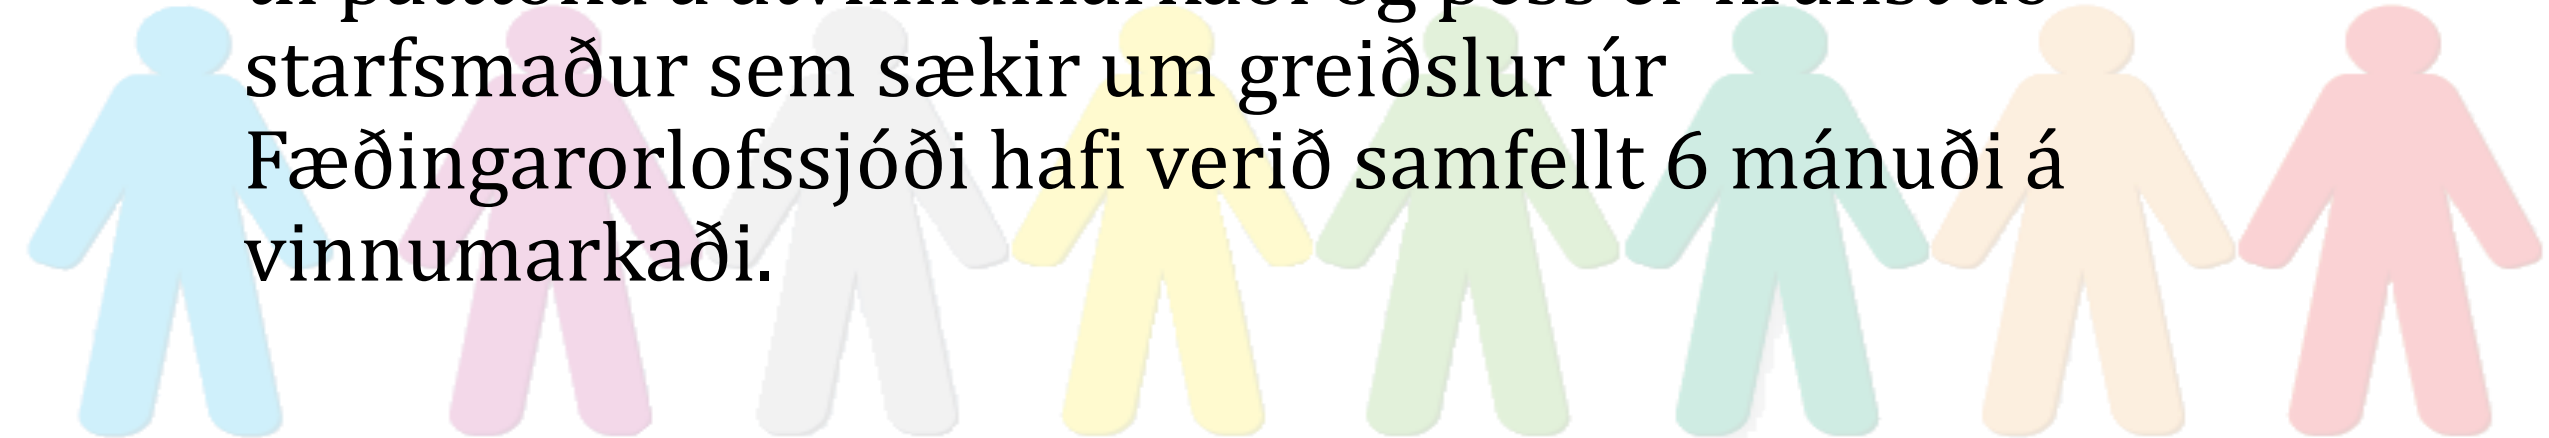 starfsmaður sem sækir um greiðslur úr
Fæðingarorlofssjóði hafi verið samfellt 6 mánuði á
vinnumarkaði.